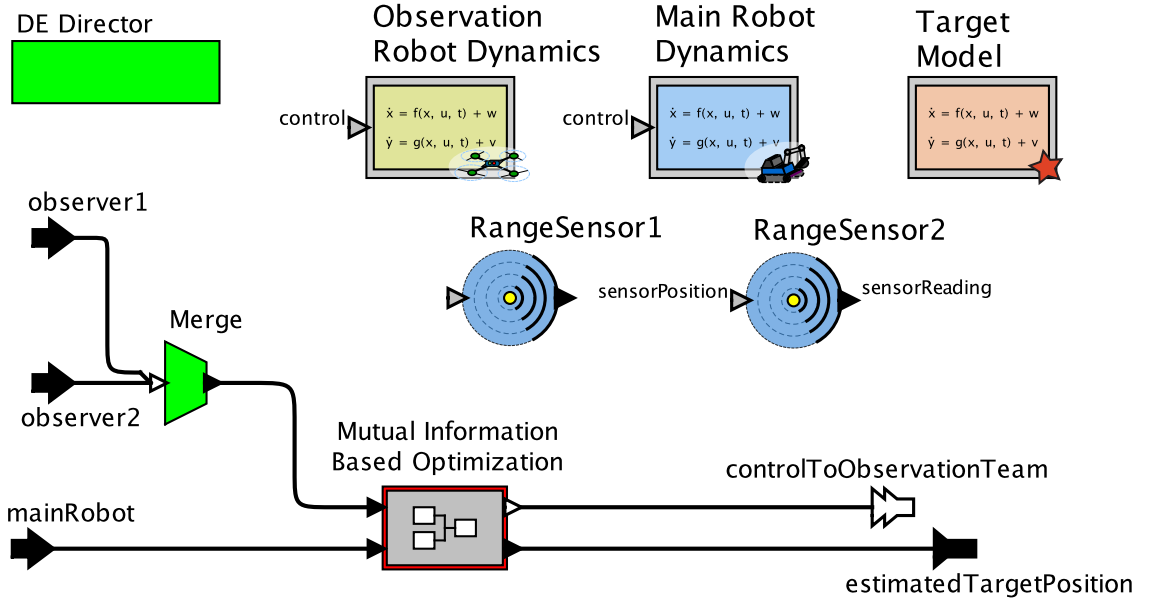 DE Director
Observation
Robot Dynamics
Main Robot
Dynamics
Target
Model
control
ẋ = f(x, u, t) + w
ẏ = g(x, u, t) + v
control
ẋ = f(x, u, t) + w
ẏ = g(x, u, t) + v
ẋ = f(x, u, t) + w
ẏ = g(x, u, t) + v
observer1
RangeSensor1
RangeSensor2
sensorPosition
sensorReading
Merge
observer2
Mutual Information
Based Optimization
controlToObservationTeam
mainRobot
estimatedTargetPosition